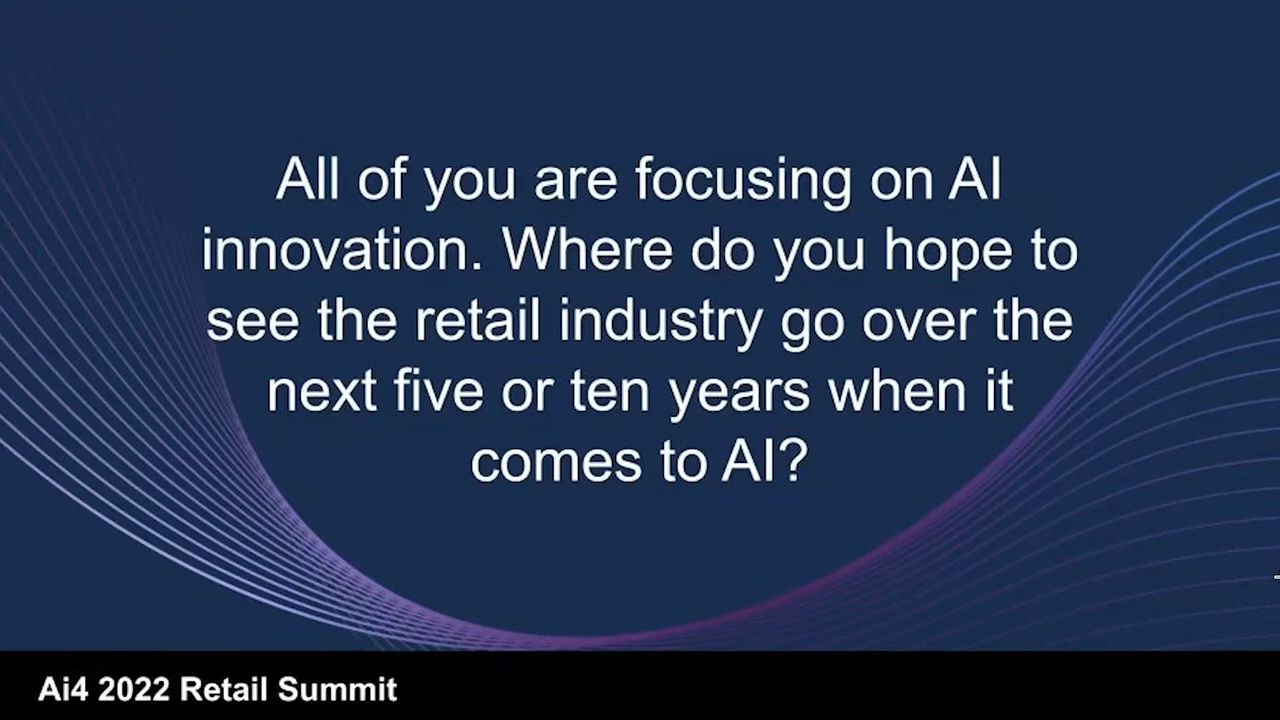 All of you are focusing on AI
innovation. Where do you hope to
see the retail industry go over the
next five or ten years when it
comes to AI?
Ai4 2022 Retail Summit